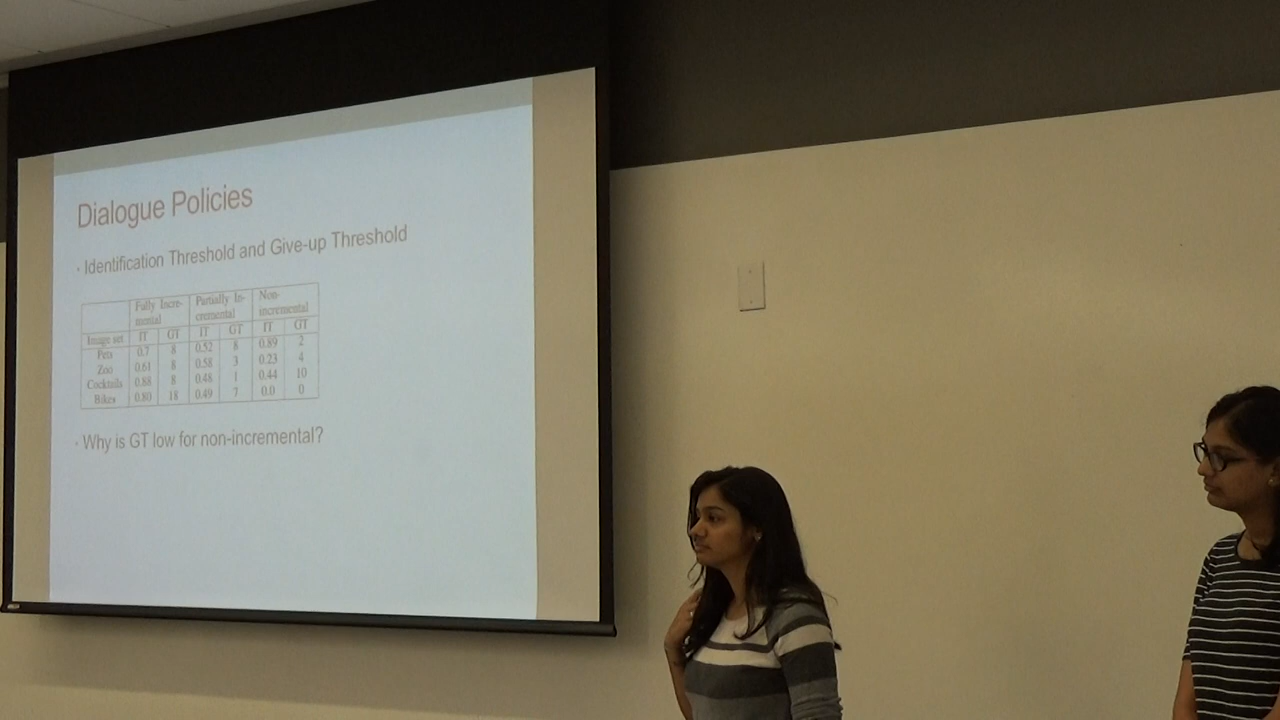 Dialogue Policies
· Identification Threshold and Give-up Threshold
Fully Incre- Partially In- Non-
mental cremental incremental
Image set IT GT IT GT IT GT
Pets 0.7 8 0.52 8 0.89 2
Zoo 0.61 8 0.58 3 0.23 4
Cocktails 0.88 8 0.48 1 0.44 10
Bikes 0.80 18 0.49 7 0.0 0
· Why is GT low for non-incremental?